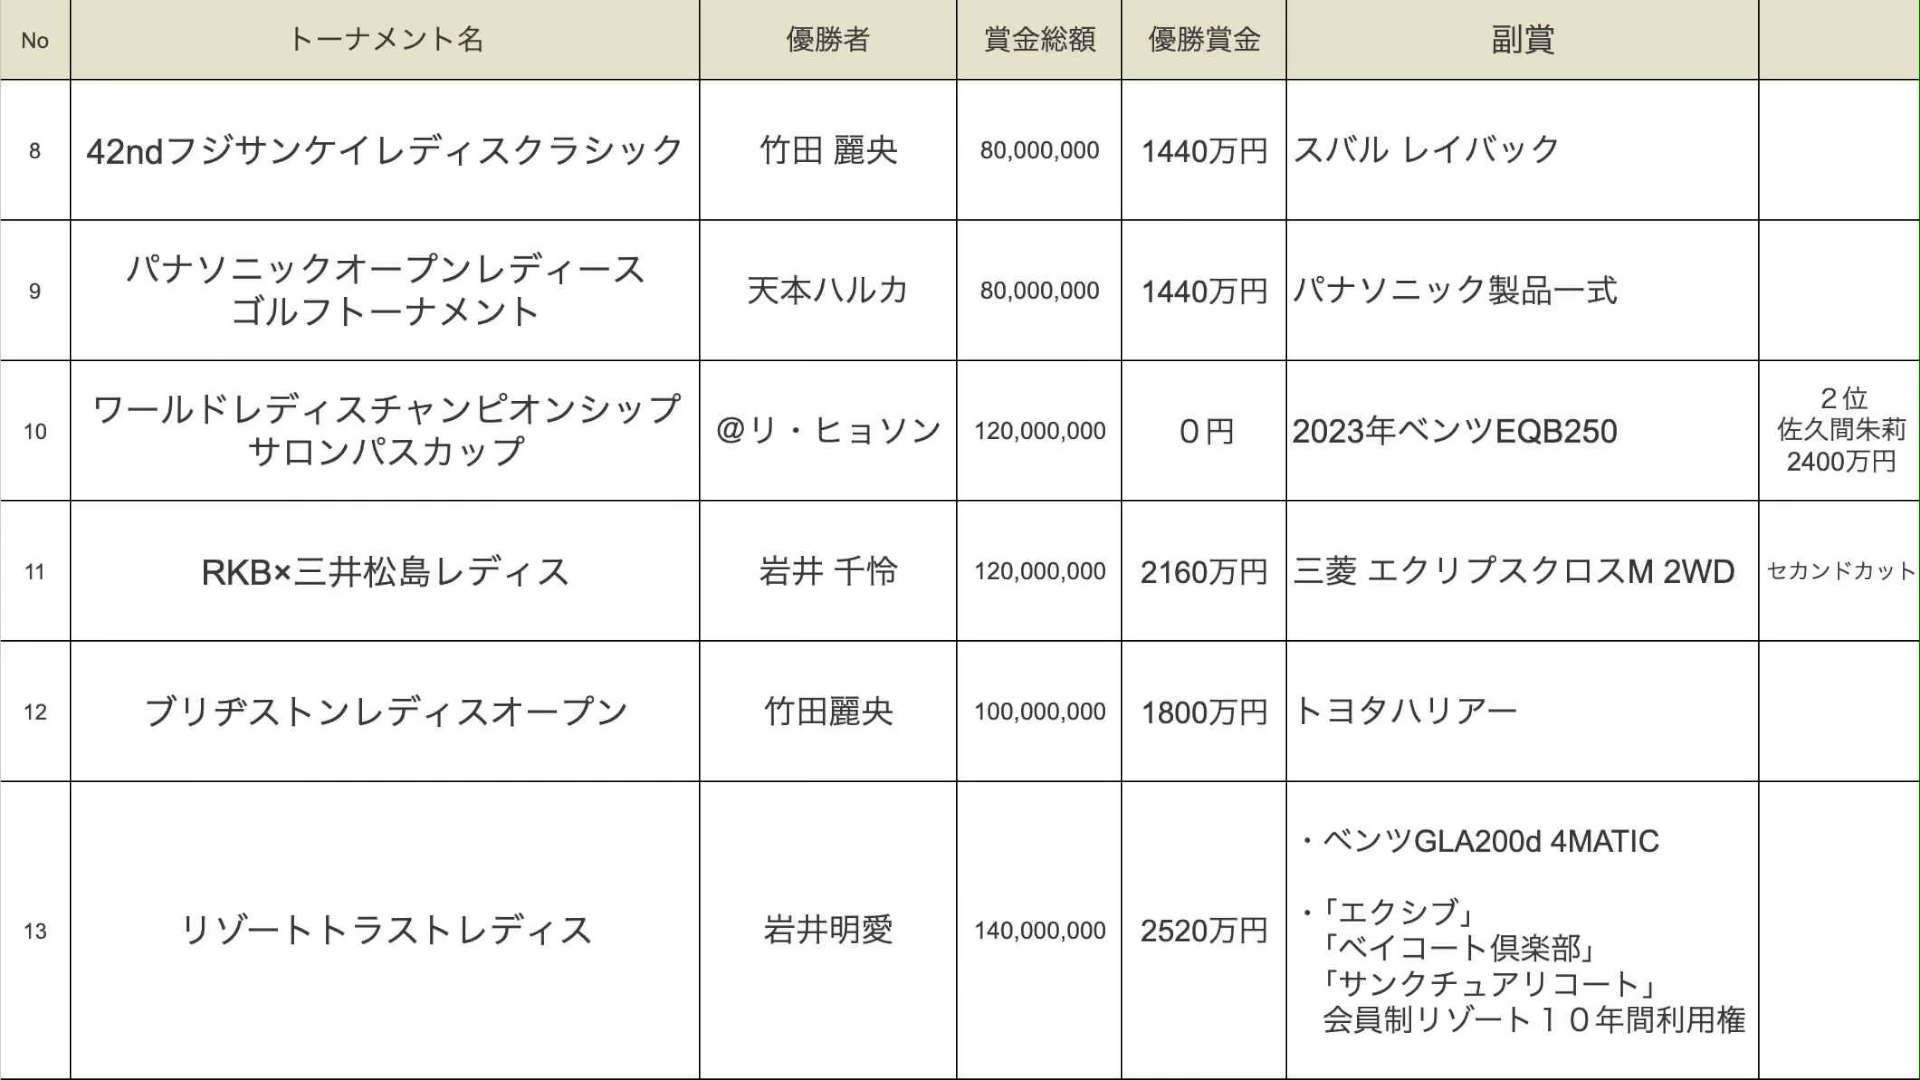 No トーナメント名 優勝者 賞金総額 優勝賞金 副賞
8 42ndフジサンケイレディスクラシック 竹田 麗央 80,000,000 1440万円 スバル レイバック
9 パナソニックオープンレディース
ゴルフトーナメント 天本ハルカ 80,000,000 1440万円 パナソニック製品一式
10 ワールドレディスチャンピオンシップ
サロンパスカップ @リ・ヒョソン 120,000,000 ０円 2023年ベンツEQB250
２位
佐久間朱莉
2400万円
11 RKB×三井松島レディス 岩井 千怜 120,000,000 2160万円 三菱 エクリプスクロスM 2WD セカンドカット
12 ブリヂストンレディスオープン 竹田麗央 100,000,000 1800万円 トヨタハリアー
13 リゾートトラストレディス 岩井明愛 140,000,000 2520万円
・ベンツGLA200d 4MATIC
・「エクシブ」
「ベイコート倶楽部」
「サンクチュアリコート」
会員制リゾート１０年間利用権